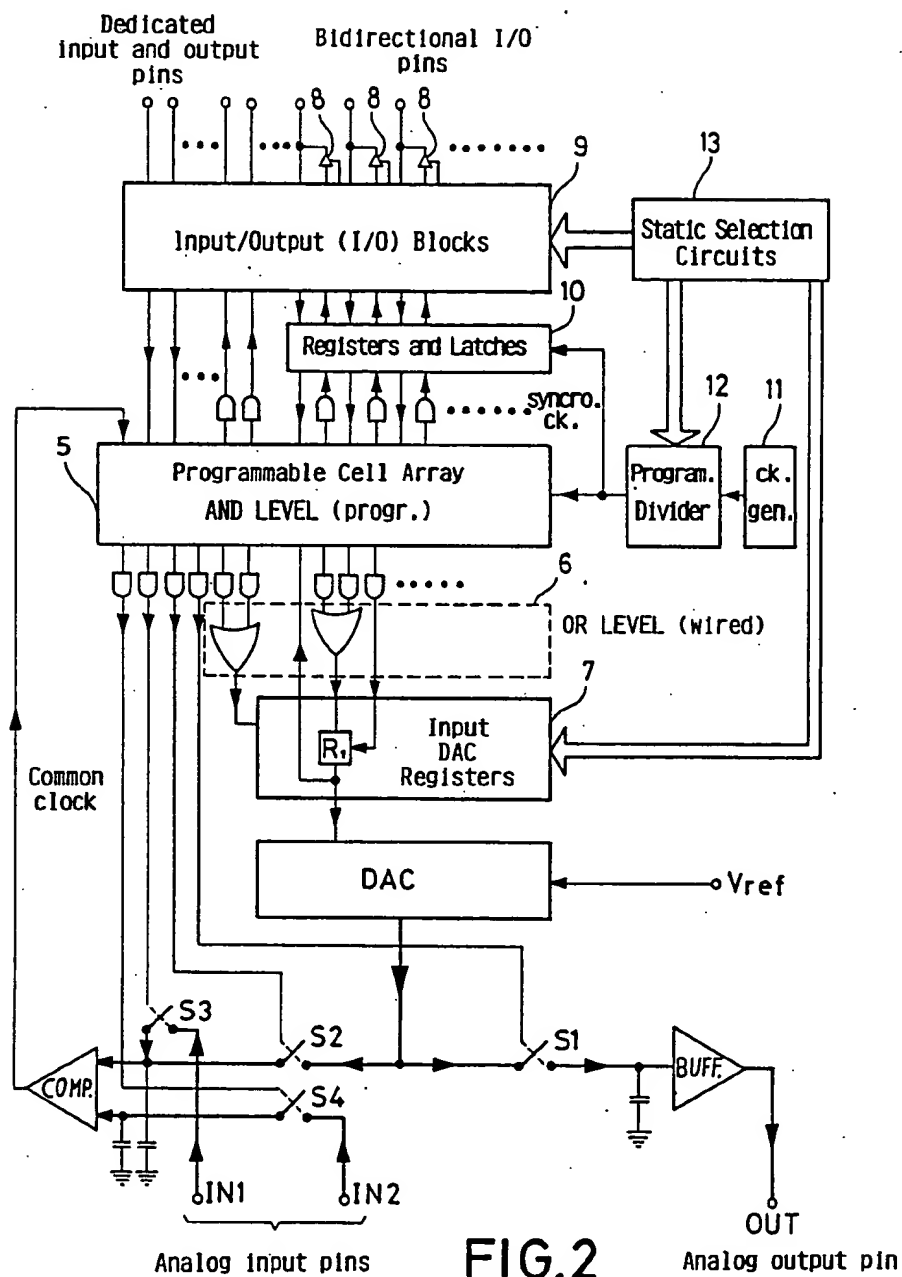 Dedicated
input and output
pins
Bidirectional I/O
pins
8
8
8
9
13
Input/Output (I/O) Blocks
Static Selection
Circuits
10
Registers and Latches
syncro.
ck.
12
11
5
Programmable Cell Array
AND LEVEL (progr.)
Program.
Divider
ck.
gen.
6
OR LEVEL (wired)
7
Input
DAC
Registers
R₁
Common
clock
DAC
Vref
S3
S2
S1
COMP.
S4
BUFF.
IN1
IN2
OUT
Analog input pins
FIG.2
Analog output pin